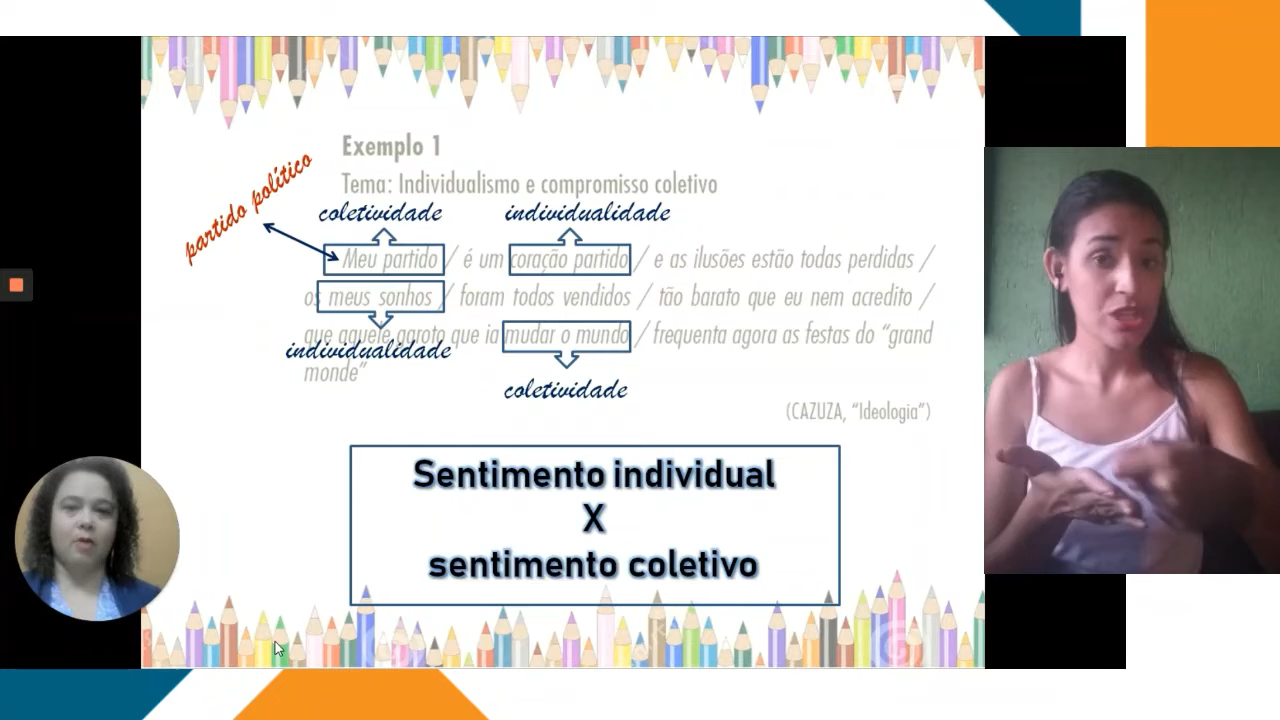 Exemplo 1
Tema: Individualismo e compromisso coletivo
partido político
coletividade
individualidade
Meu partido / é um coração partido / e as ilusões estão todas perdidas /
os meus sonhos / foram todos vendidos / tão barato que eu nem acredito /
que aquele garoto que ia mudar o mundo / frequenta agora as festas do “grand
individualidade
monde”
coletividade
(CAZUZA, “Ideologia”)
Sentimento individual
X
sentimento coletivo